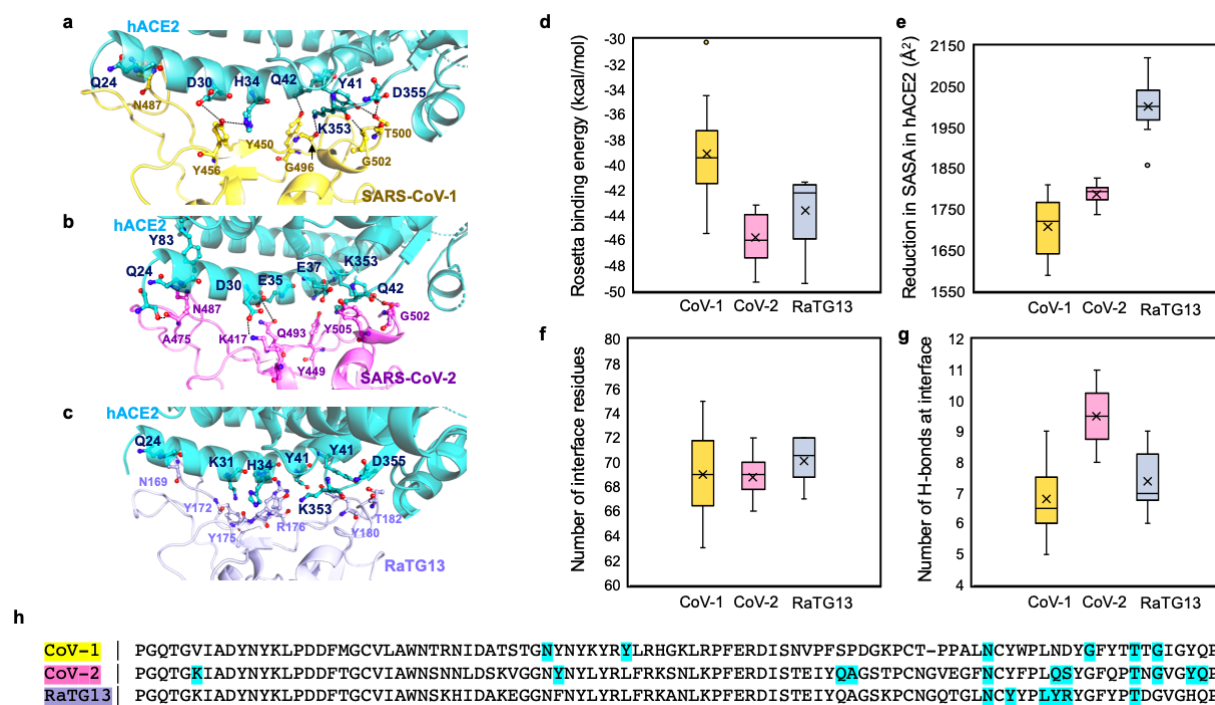 a
hACE2
Q24
N487
D30
H34
Q42
Y41
D355
K353
T500
Y450
Y456
G496
G502
SARS-CoV-1
b
hACE2
Y83
Q24
D30
E35
E37
K353
Q42
N487
G502
A475
K417
Q493
Y505
Y449
SARS-CoV-2
c
hACE2
Q24
K31
H34
Y41
Y41
D355
N169
K353
T182
Y172
R176
Y180
Y175
RaTG13
d
Rosetta binding energy (kcal/mol)
-30
-32
-34
-36
-38
-40
-42
-44
-46
-48
-50
CoV-1 CoV-2 RaTG13
e
Reduction in SASA in hACE2 (Å²)
2150
2050
1950
1850
1750
1650
1550
CoV-1 CoV-2 RaTG13
f
Number of interface residues
80
78
76
74
72
70
68
66
64
62
60
CoV-1 CoV-2 RaTG13
g
Number of H-bonds at interface
12
11
10
9
8
7
6
5
4
CoV-1 CoV-2 RaTG13
h
CoV-1 | PGQTGVIADYNYKLPDDFMGCVLAWNTRNIDATSTGNYNYKYRYLRHGKLRPFERDISNVPFSPDGKPCT-PPALNCYWPLNDYGFYTTTGIGYQP
CoV-2 | PGQTGKIADYNYKLPDDFTGCVIAWNSNNLDSKVGGNYNYLYRLFRKSNLKPFERDISTEIYQAGSTPCNGVEGFNCYFPLQSYGFQPTNGVGYQP
RaTG13 | PGQTGKIADYNYKLPDDFTGCVIAWNSKHIDAKEGGNFNYLYRLFRKANLKPFERDISTEIYQAGSKPCNGQTGLNCYYPLYRYGFYPTDGVGHQP